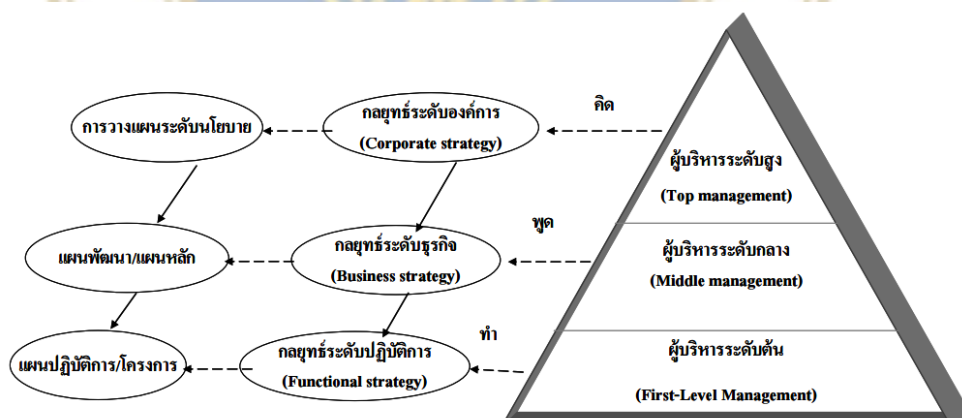 คิด
การวางแผนระดับนโยบาย
กลยุทธ์ระดับองค์การ
(Corporate strategy)
ผู้บริหารระดับสูง
(Top management)
พูด
แผนพัฒนา/แผนหลัก
กลยุทธ์ระดับธุรกิจ
(Business strategy)
ผู้บริหารระดับกลาง
(Middle management)
ทำ
แผนปฏิบัติการ/โครงการ
กลยุทธ์ระดับปฏิบัติการ
(Functional strategy)
ผู้บริหารระดับต้น
(First-Level Management)